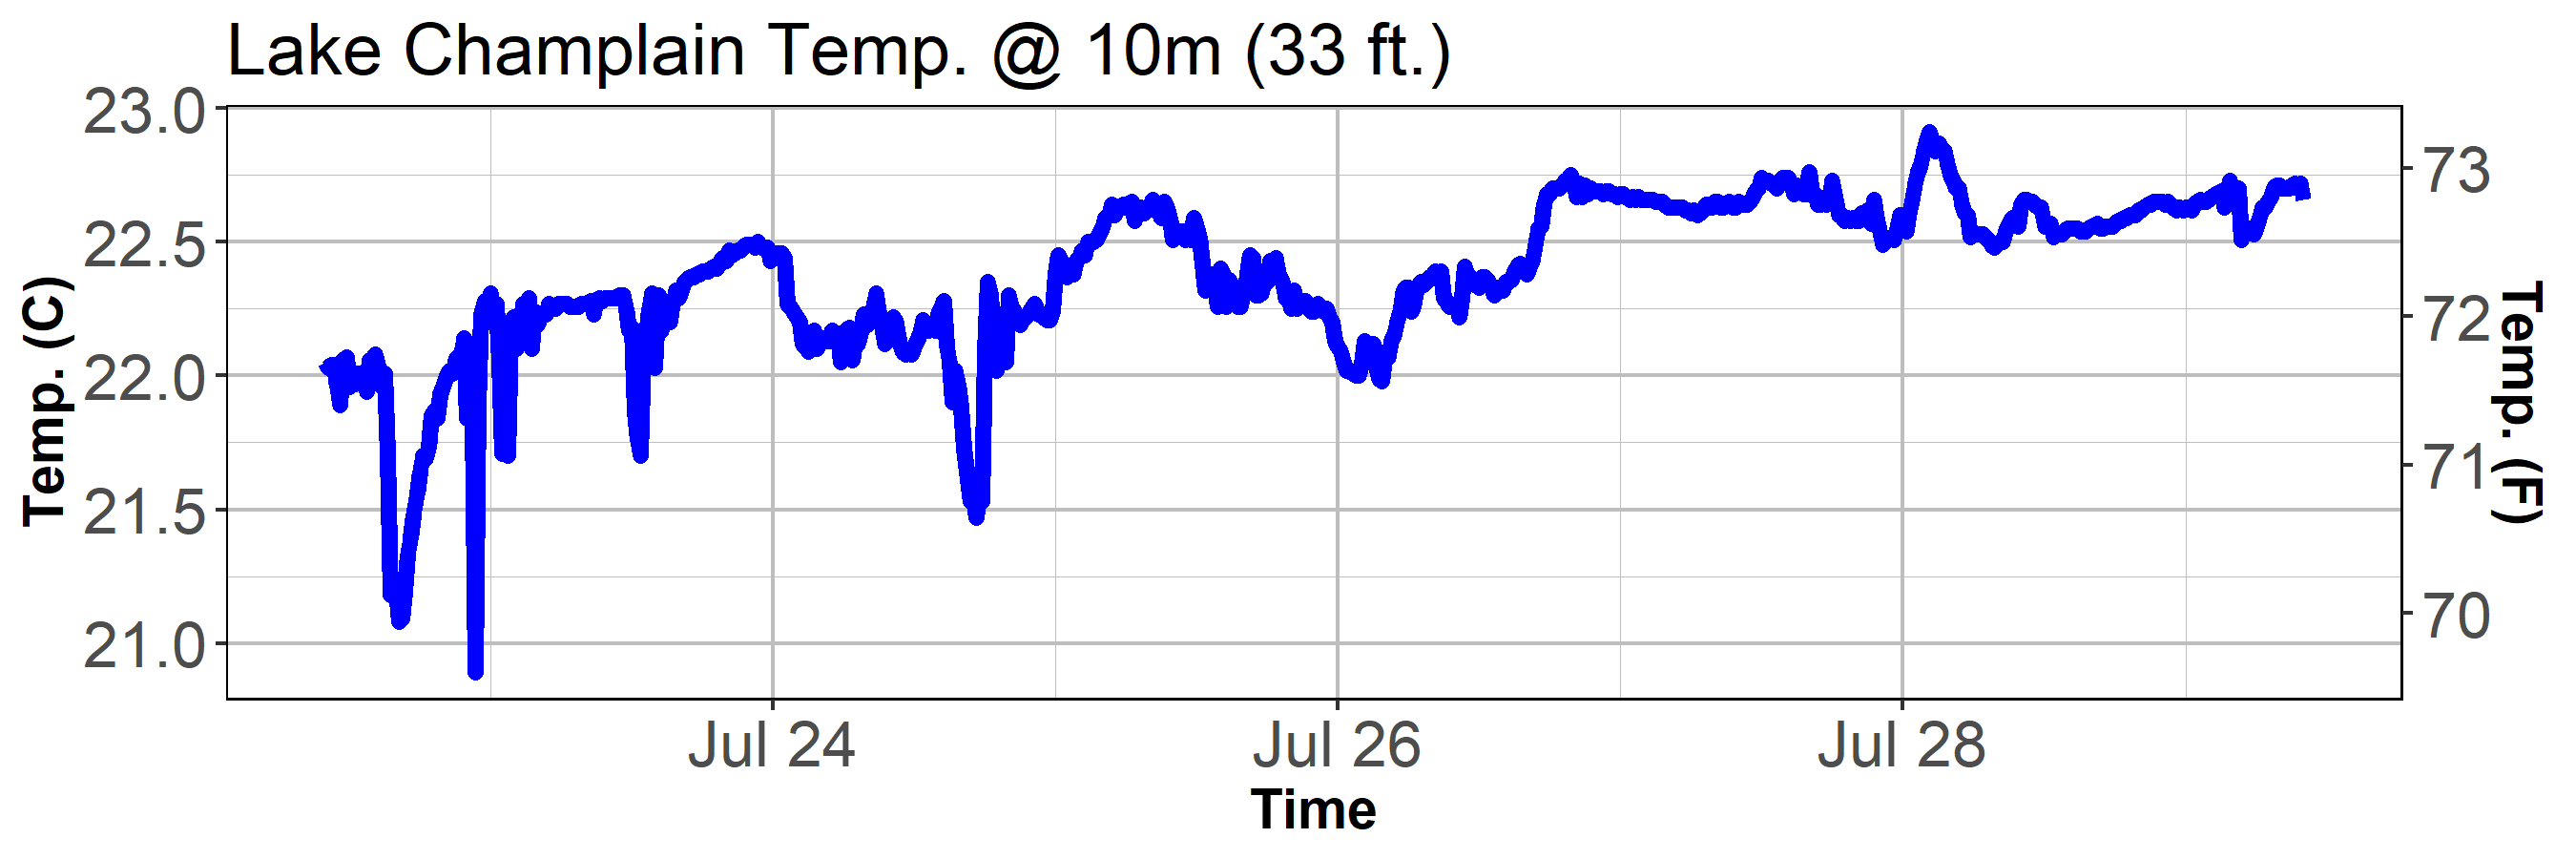 Lake Champlain Temp. @ 10m (33 ft.)
23.0
22.5
22.0
21.5
21.0
Temp. (C)
73
72
71
70
Temp. (F)
Jul 24
Jul 26
Jul 28
Time